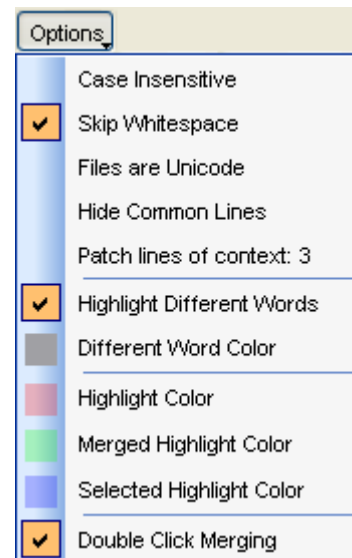 Options
Case Insensitive
Skip Whitespace
Files are Unicode
Hide Common Lines
Patch lines of context: 3
Highlight Different Words
Different Word Color
Highlight Color
Merged Highlight Color
Selected Highlight Color
Double Click Merging